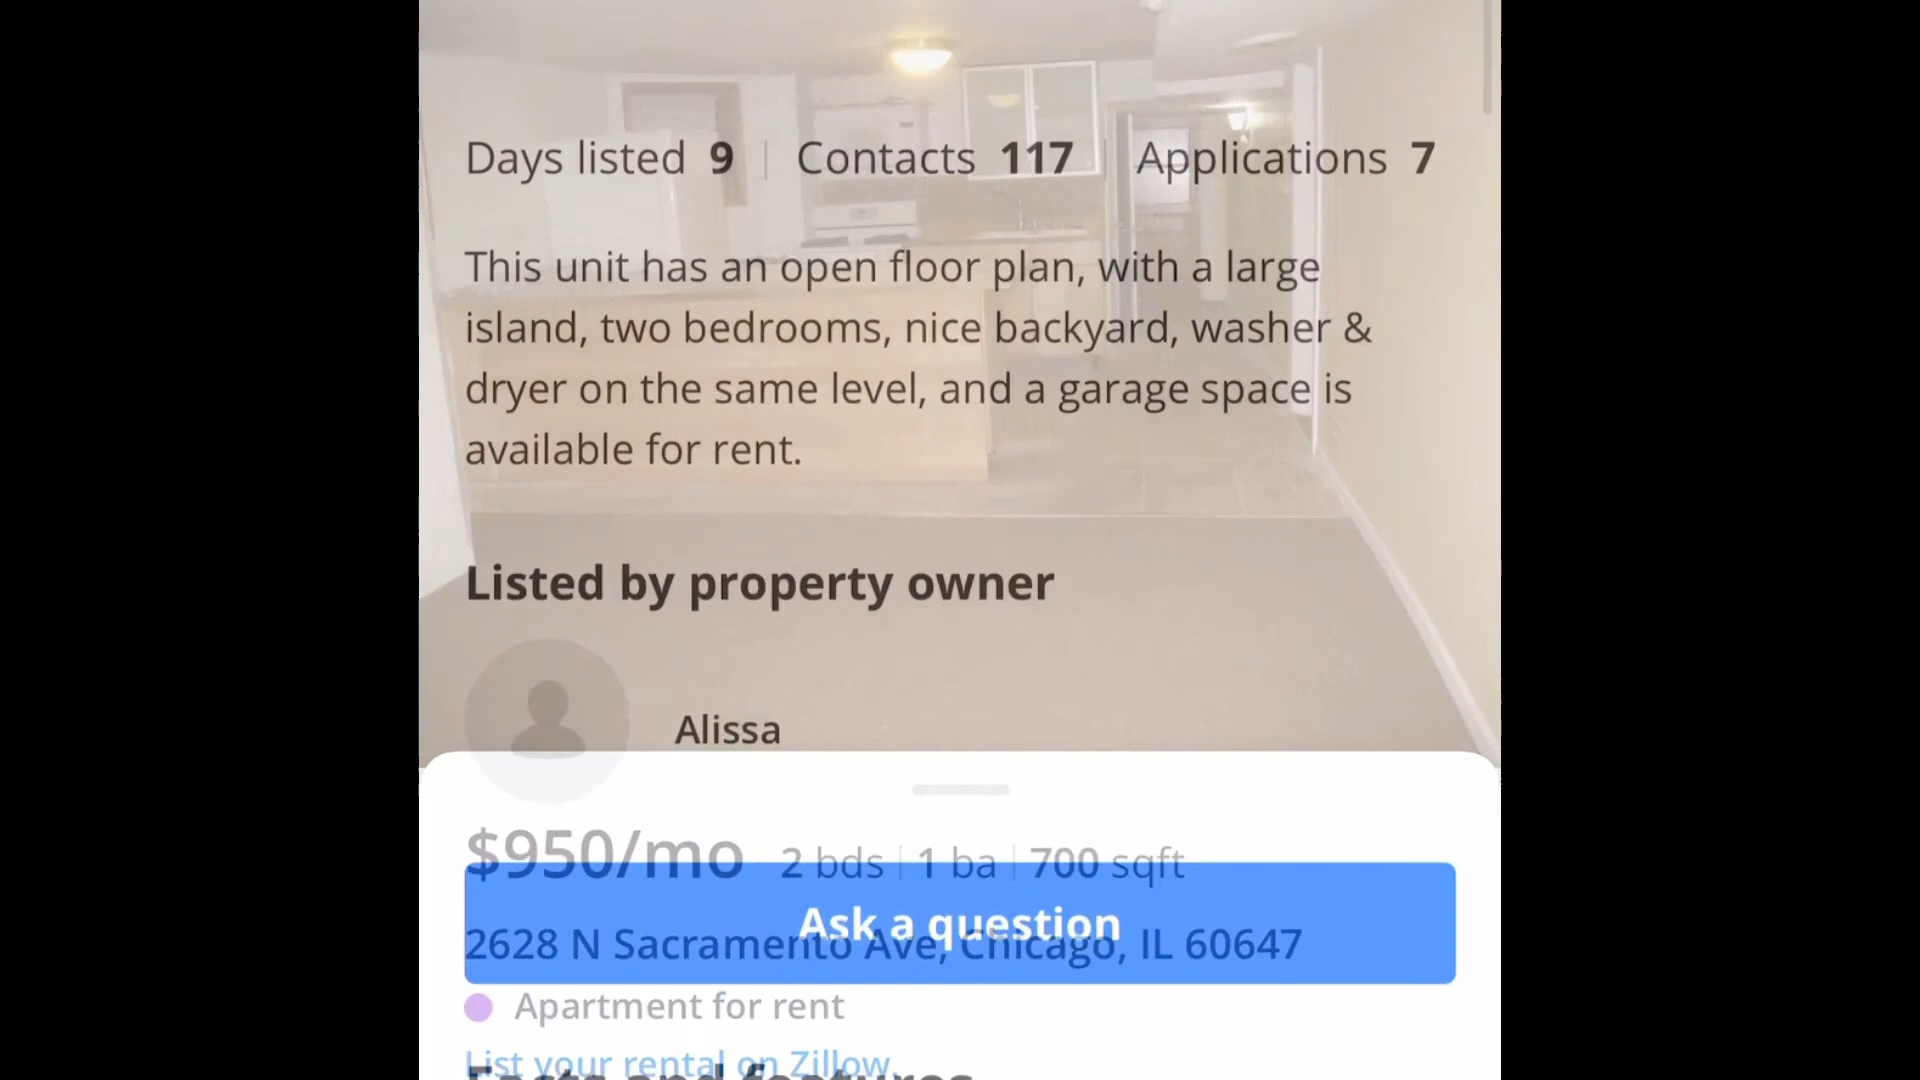 Days listed 9 | Contacts 117 | Applications 7
This unit has an open floor plan, with a large
island, two bedrooms, nice backyard, washer &
dryer on the same level, and a garage space is
available for rent.
Listed by property owner
Alissa
$950/mo 2 bds | 1 ba | 700 sqft
Ask a question
2628 N Sacramento Ave, Chicago, IL 60647
Apartment for rent
List your rental on Zillow
Facts and features